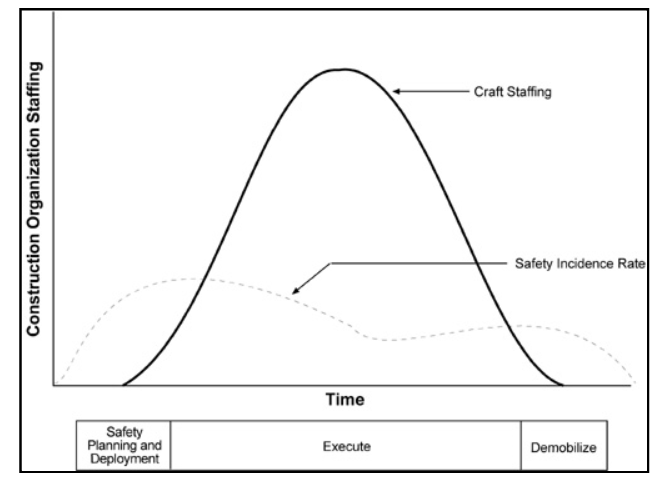 Construction Organization Staffing
Craft Staffing
Safety Incidence Rate
Time
Safety
Planning and
Deployment
Execute
Demobilize